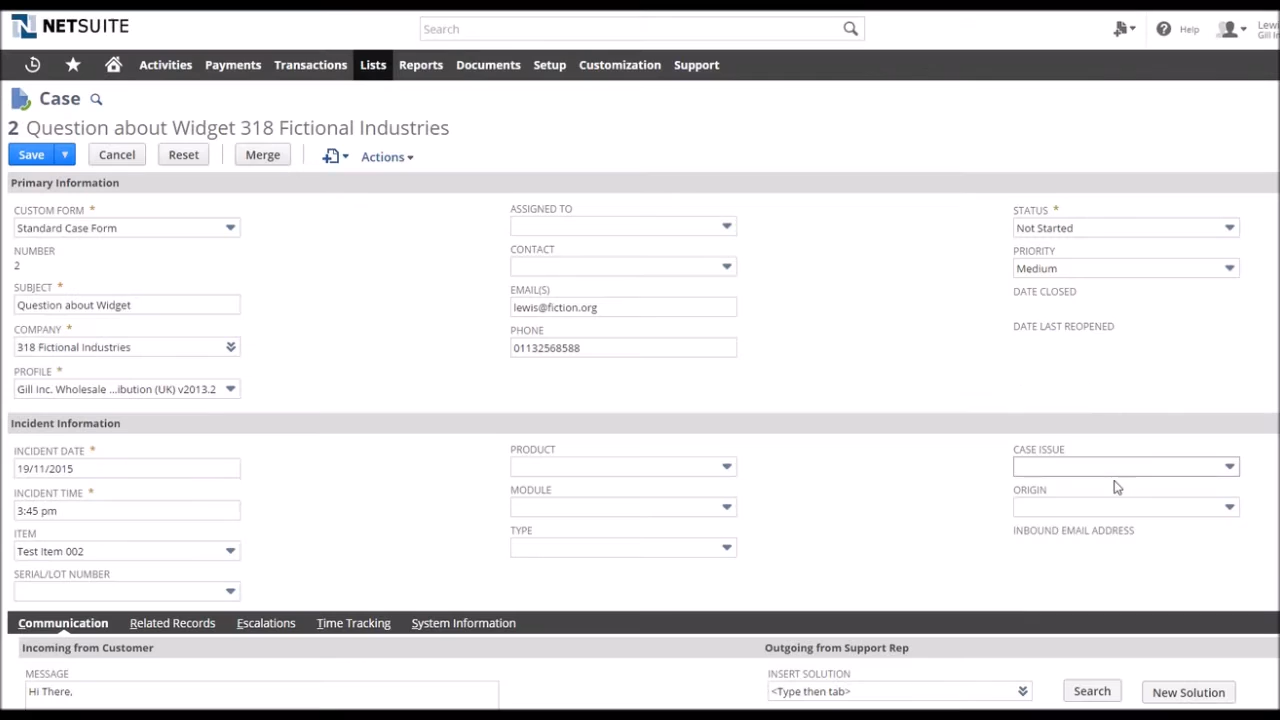 NETSUITE
Search
Help
Lewi
Gill In
Activities Payments Transactions Lists Reports Documents Setup Customization Support
Case
2 Question about Widget 318 Fictional Industries
Save Cancel Reset Merge Actions
Primary Information
CUSTOM FORM *
Standard Case Form
NUMBER
2
SUBJECT *
Question about Widget
COMPANY *
318 Fictional Industries
PROFILE *
Gill Inc. Wholesale ...ibution (UK) v2013.2
ASSIGNED TO
CONTACT
EMAIL(S)
lewis@fiction.org
PHONE
01132568588
STATUS *
Not Started
PRIORITY
Medium
DATE CLOSED
DATE LAST REOPENED
Incident Information
INCIDENT DATE *
19/11/2015
INCIDENT TIME *
3:45 pm
ITEM
Test Item 002
SERIAL/LOT NUMBER
PRODUCT
MODULE
TYPE
CASE ISSUE
ORIGIN
INBOUND EMAIL ADDRESS
Communication Related Records Escalations Time Tracking System Information
Incoming from Customer
MESSAGE
Hi There,
Outgoing from Support Rep
INSERT SOLUTION
<Type then tab>
Search New Solution